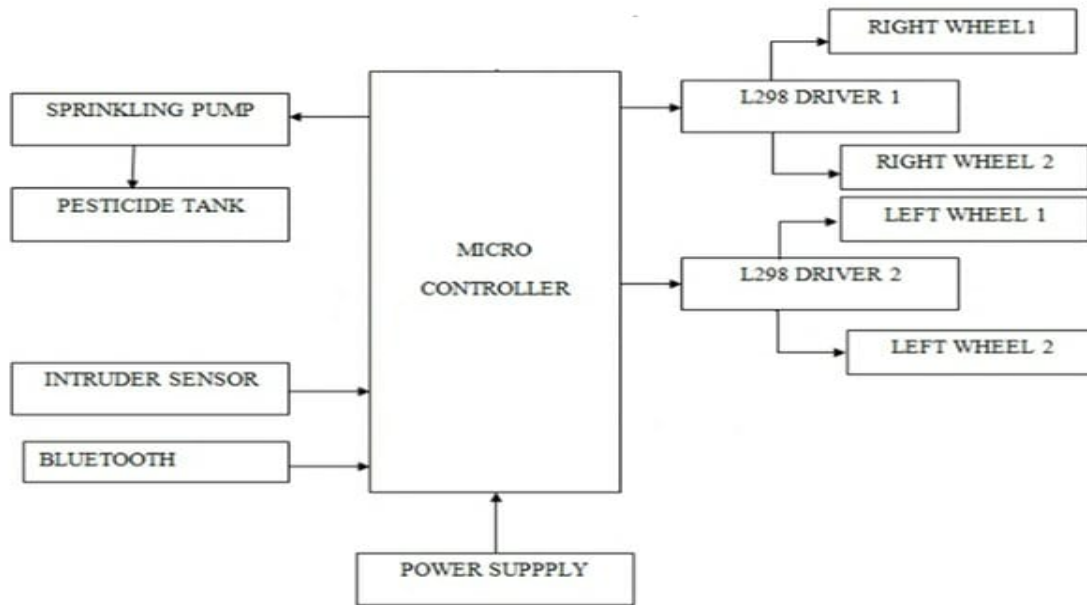 RIGHT WHEEL1
SPRINKLING PUMP
L298 DRIVER 1
RIGHT WHEEL 2
PESTICIDE TANK
LEFT WHEEL 1
MICRO
CONTROLLER
L298 DRIVER 2
LEFT WHEEL 2
INTRUDER SENSOR
BLUETOOTH
POWER SUPPPLY